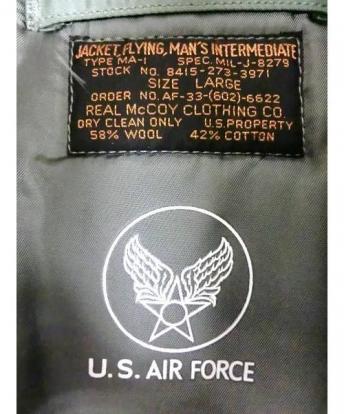 JACKET, FLYING, MAN'S INTERMEDIATE
TYPE MA-1 SPEC. MIL-J-8279
STOCK NO. 8415-273-3971
SIZE LARGE
ORDER NO. AF-33-(602)-6622
REAL McCOY CLOTHING CO.
DRY CLEAN ONLY U.S. PROPERTY
58% WOOL 42% COTTON
U.S. AIR FORCE